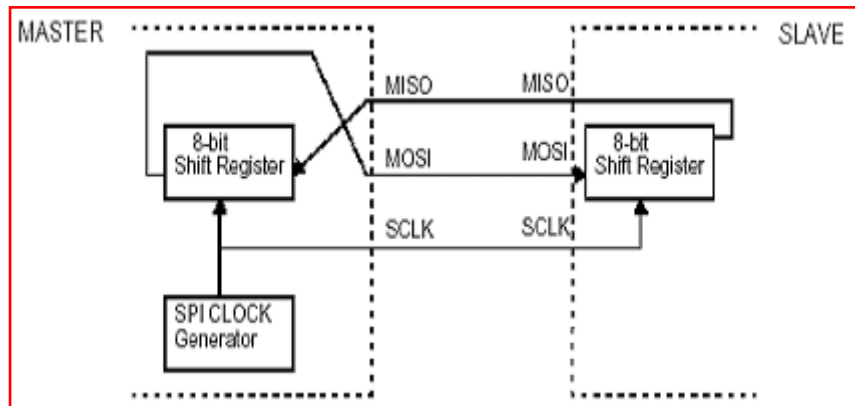 MASTER
SLAVE
MISO
MISO
8-bit
Shift Register
8-bit
Shift Register
MOSI
MOSI
SCLK
SCLK
SPI CLOCK
Generator